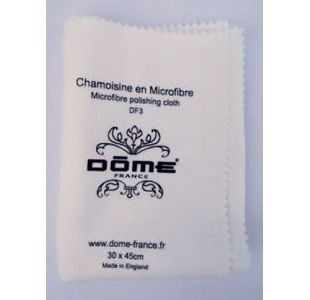 Chamoisine en Microfibre
Microfibre polishing cloth
DF3
DÔME®
FRANCE
www.dome-france.fr
30 x 45cm
Made in England